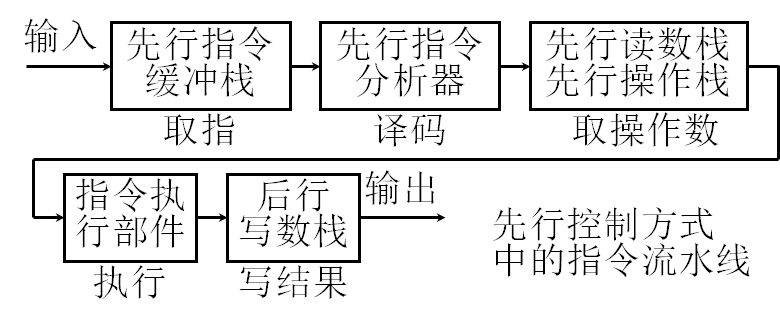 输入
先行指令
缓冲栈
取指
先行指令
分析器
译码
先行读数栈
先行操作栈
取操作数
指令执
行部件
执行
后行
写数栈
写结果
输出
先行控制方式
中的指令流水线